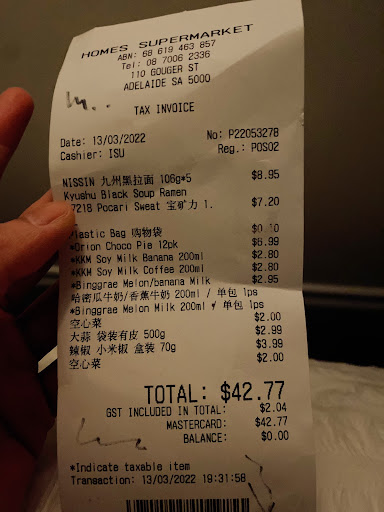 HOMES SUPERMARKET
ABN: 68 619 463 857
Tel: 08 7006 2336
110 GOUGER ST
ADELAIDE SA 5000
TAX INVOICE
Date: 13/03/2022 No: P22053278
Cashier: ISU Reg.: POS02
NISSIN 九州黑拉面 106g*5 $8.95
Kyushu Black Soup Ramen
7218 Pocari Sweat 宝矿力 1. $7.20
Plastic Bag 购物袋 $0.10
*Orion Choco Pie 12pk $6.99
*KKM Soy Milk Banana 200ml $2.80
*KKM Soy Milk Coffee 200ml $2.80
*Binggrae Melon/banana Milk $2.95
哈密瓜牛奶/香蕉牛奶 200ml / 单包 1ps
*Binggrae Melon Milk 200ml / 单包 1ps
空心菜 $2.00
大蒜 袋装有皮 500g $2.99
辣椒 小米椒 盒装 70g $3.99
空心菜 $2.00
TOTAL: $42.77
GST INCLUDED IN TOTAL: $2.04
MASTERCARD: $42.77
BALANCE: $0.00
*Indicate taxable item
Transaction: 13/03/2022 19:31:58